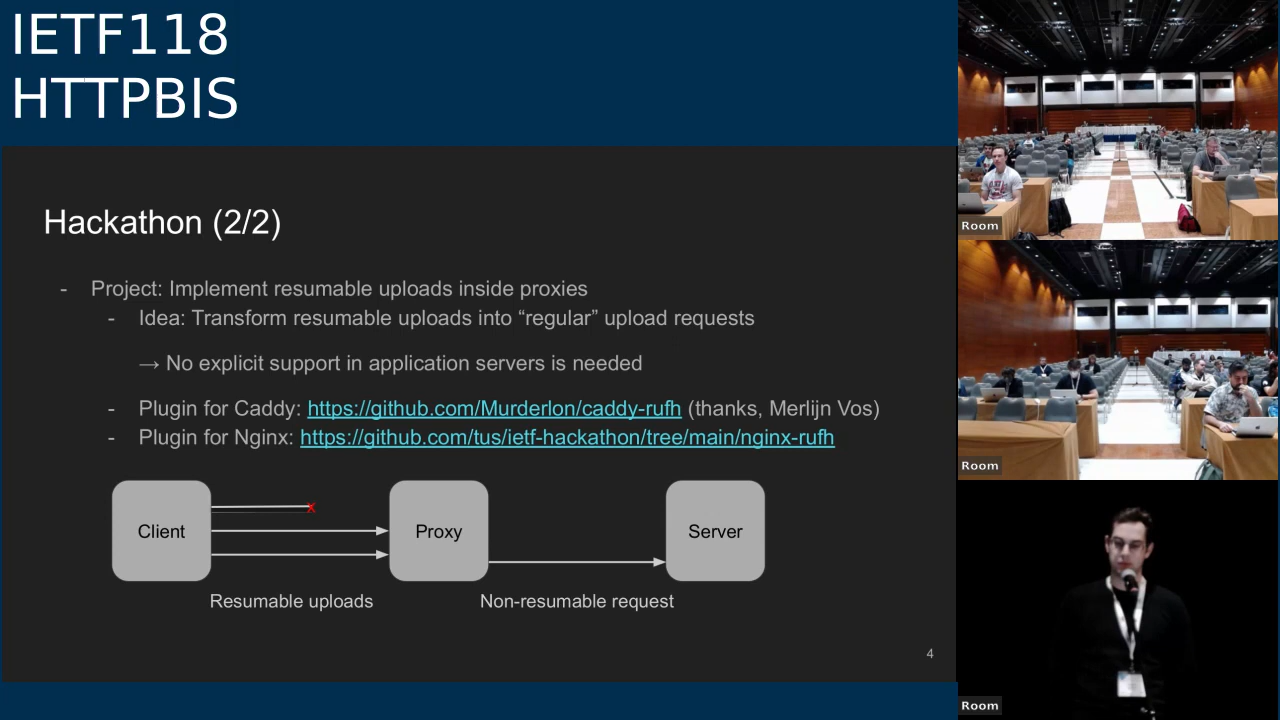 IETF118
HTTPBIS
Hackathon (2/2)
- Project: Implement resumable uploads inside proxies
- Idea: Transform resumable uploads into “regular” upload requests
→ No explicit support in application servers is needed
- Plugin for Caddy: https://github.com/Murderlon/caddy-rufh (thanks, Merlijn Vos)
- Plugin for Nginx: https://github.com/tus/ietf-hackathon/tree/main/nginx-rufh
Client
Proxy
Server
Resumable uploads
Non-resumable request
4
Room
Room
Room